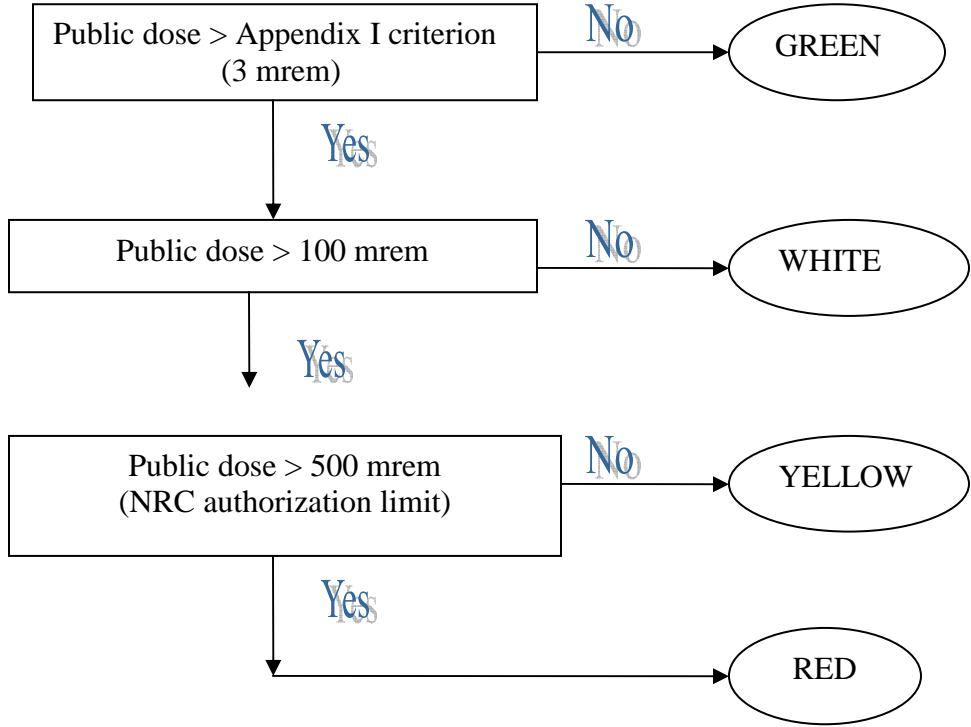 Public dose > Appendix I criterion
(3 mrem)
No
GREEN
Yes
Public dose > 100 mrem
No
WHITE
Yes
Public dose > 500 mrem
(NRC authorization limit)
No
YELLOW
Yes
RED